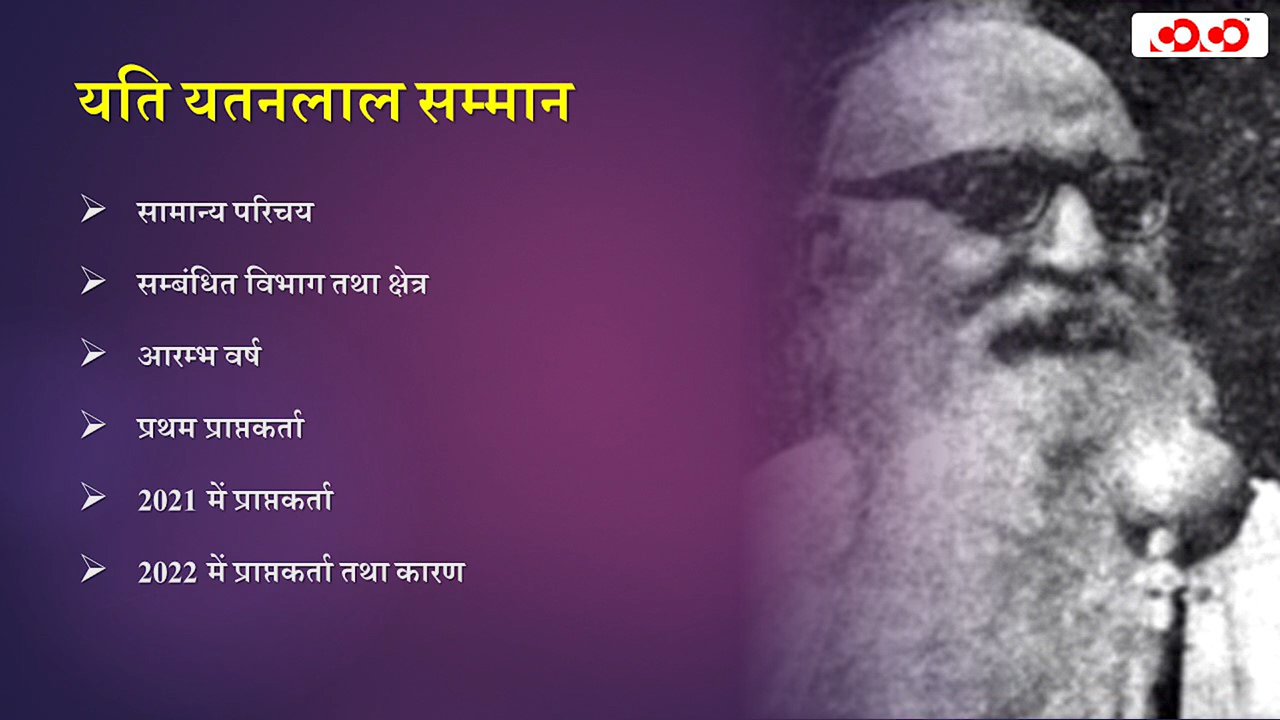 यति यतनलाल सम्मान
सामान्य परिचय
सम्बंधित विभाग तथा क्षेत्र
आरम्भ वर्ष
प्रथम प्राप्तकर्ता
2021 में प्राप्तकर्ता
2022 में प्राप्तकर्ता तथा कारण